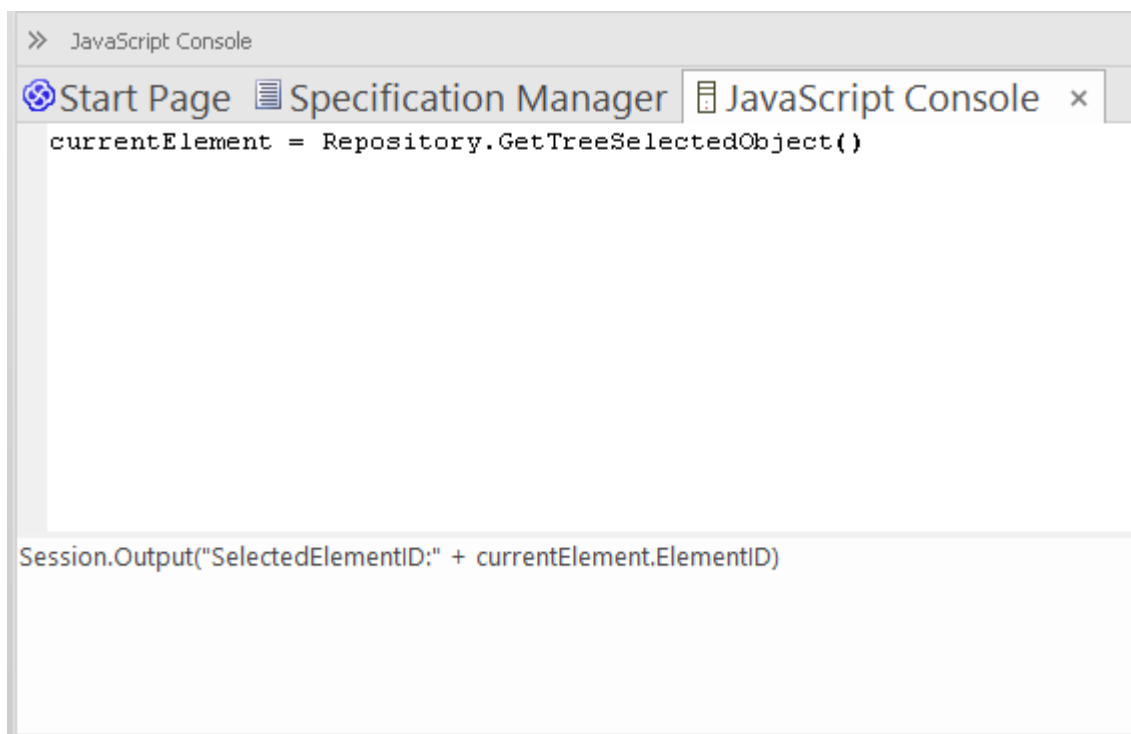 JavaScript Console
Start Page Specification Manager JavaScript Console
currentElement = Repository.GetTreeSelectedObject()
Session.Output("SelectedElementID:" + currentElement.ElementID)